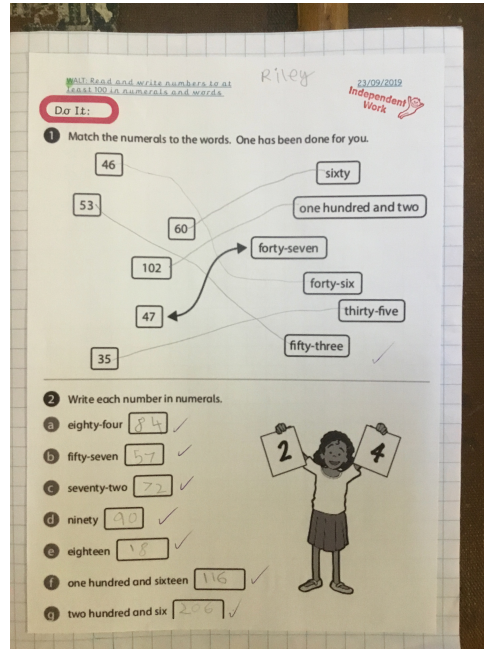 Riley
WALT: Read and write numbers to at
least 100 in numerals and words
23/09/2019
Independent
Work
Do It:
1 Match the numerals to the words. One has been done for you.
46
sixty
53
one hundred and two
60
forty-seven
102
forty-six
thirty-five
47
fifty-three
35
2 Write each number in numerals.
a eighty-four 84
b fifty-seven 57
c seventy-two 72
d ninety 90
e eighteen 18
f one hundred and sixteen 116
g two hundred and six 206
2 4